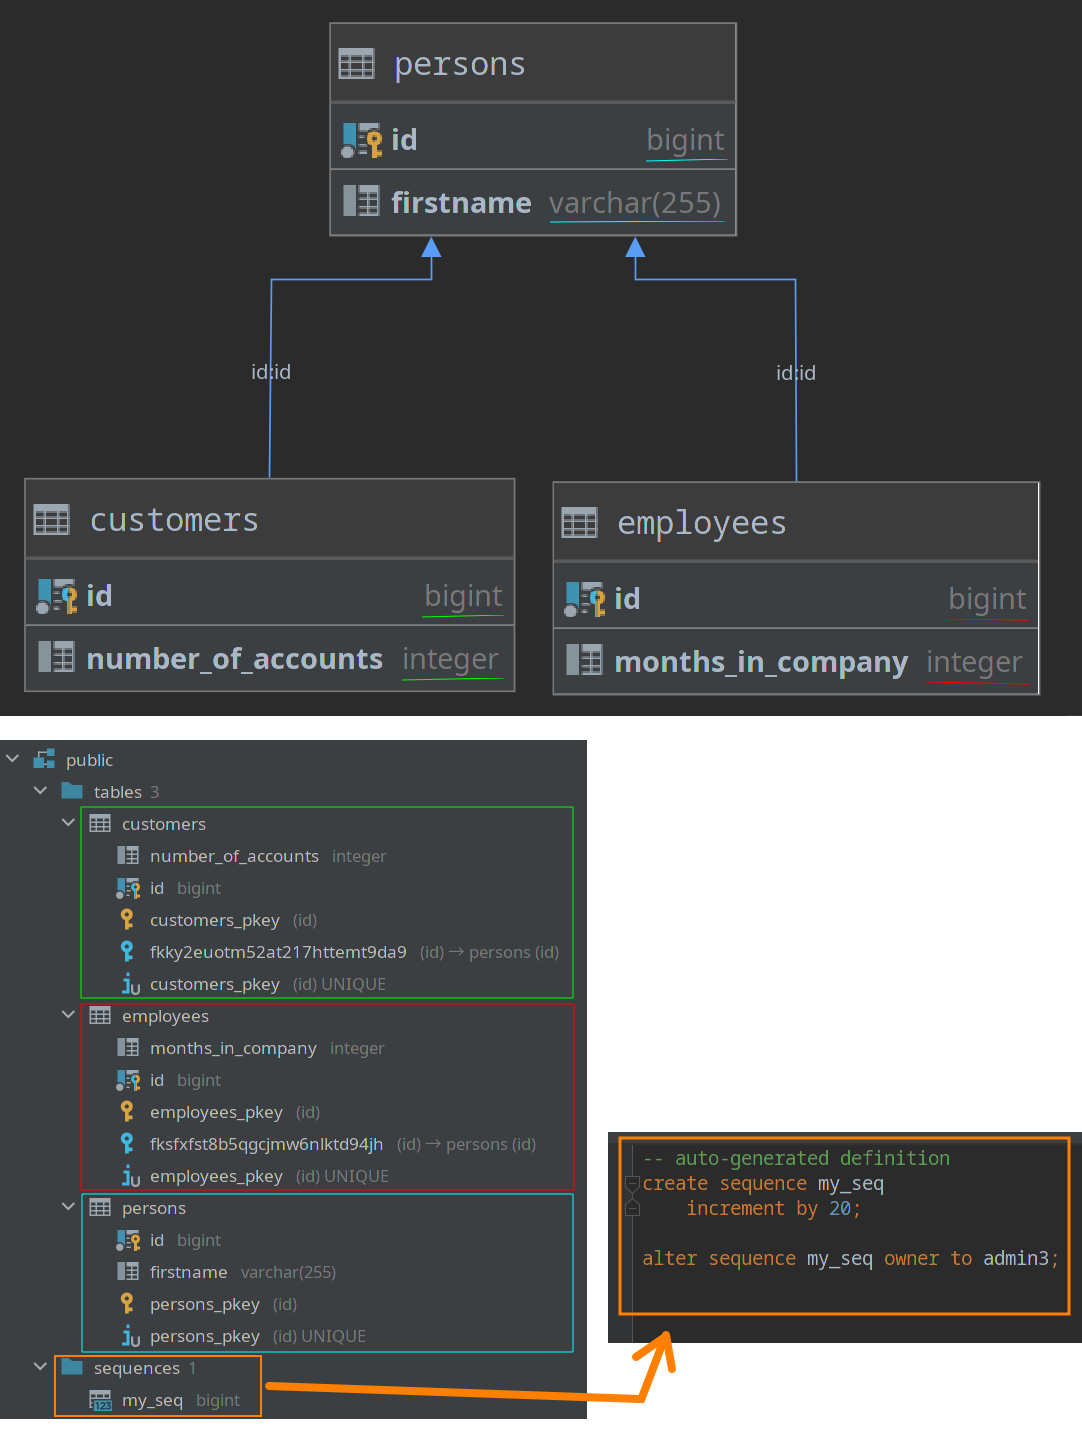 persons
id bigint
firstname varchar(255)
id:id id:id
customers
id bigint
number_of_accounts integer
employees
id bigint
months_in_company integer
public
tables 3
customers
number_of_accounts integer
id bigint
customers_pkey (id)
fkky2euotm52at217httemt9da9 (id) → persons (id)
customers_pkey (id) UNIQUE
employees
months_in_company integer
id bigint
employees_pkey (id)
fksfxfst8b5qgcjmw6nlktd94jh (id) → persons (id)
employees_pkey (id) UNIQUE
persons
id bigint
firstname varchar(255)
persons_pkey (id)
persons_pkey (id) UNIQUE
sequences 1
123 my_seq bigint
-- auto-generated definition
create sequence my_seq
increment by 20;
alter sequence my_seq owner to admin3;